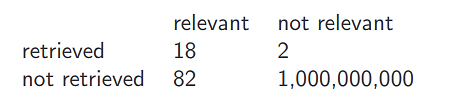 relevant not relevant
retrieved 18 2
not retrieved 82 1,000,000,000